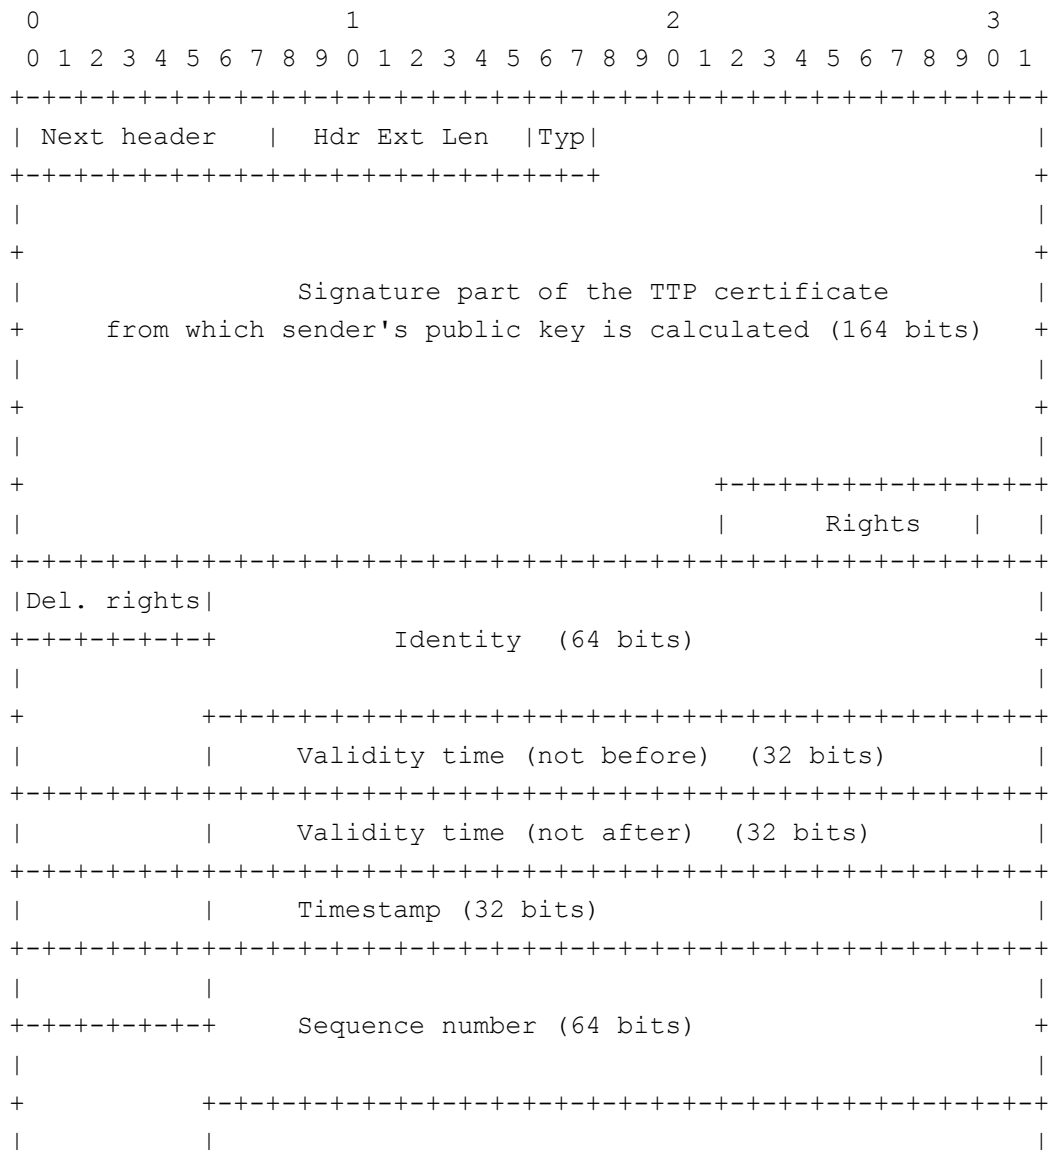 0                   1                   2                   3
 0 1 2 3 4 5 6 7 8 9 0 1 2 3 4 5 6 7 8 9 0 1 2 3 4 5 6 7 8 9 0 1
+-+-+-+-+-+-+-+-+-+-+-+-+-+-+-+-+-+-+-+-+-+-+-+-+-+-+-+-+-+-+-+-+
| Next header   |  Hdr Ext Len  |Typ|                           |
+-+-+-+-+-+-+-+-+-+-+-+-+-+-+-+-+-+-+                           +
|                                                               |
+                                                               +
|                 Signature part of the TTP certificate         |
+     from which sender's public key is calculated (164 bits)   +
|                                                               |
+                                                               +
|                                                               |
+                                           +-+-+-+-+-+-+-+-+-+-+
|                                           |      Rights   |   |
+-+-+-+-+-+-+-+-+-+-+-+-+-+-+-+-+-+-+-+-+-+-+-+-+-+-+-+-+-+-+-+-+
|Del. rights|                                                   |
+-+-+-+-+-+-+           Identity  (64 bits)                     +
|                                                               |
+           +-+-+-+-+-+-+-+-+-+-+-+-+-+-+-+-+-+-+-+-+-+-+-+-+-+-+
|           |     Validity time (not before)  (32 bits)         |
+-+-+-+-+-+-+-+-+-+-+-+-+-+-+-+-+-+-+-+-+-+-+-+-+-+-+-+-+-+-+-+-+
|           |     Validity time (not after)  (32 bits)          |
+-+-+-+-+-+-+-+-+-+-+-+-+-+-+-+-+-+-+-+-+-+-+-+-+-+-+-+-+-+-+-+-+
|           |     Timestamp (32 bits)                           |
+-+-+-+-+-+-+-+-+-+-+-+-+-+-+-+-+-+-+-+-+-+-+-+-+-+-+-+-+-+-+-+-+
|           |                                                   |
+-+-+-+-+-+-+     Sequence number (64 bits)                     +
|                                                               |
+           +-+-+-+-+-+-+-+-+-+-+-+-+-+-+-+-+-+-+-+-+-+-+-+-+-+-+
|           |                                                   |